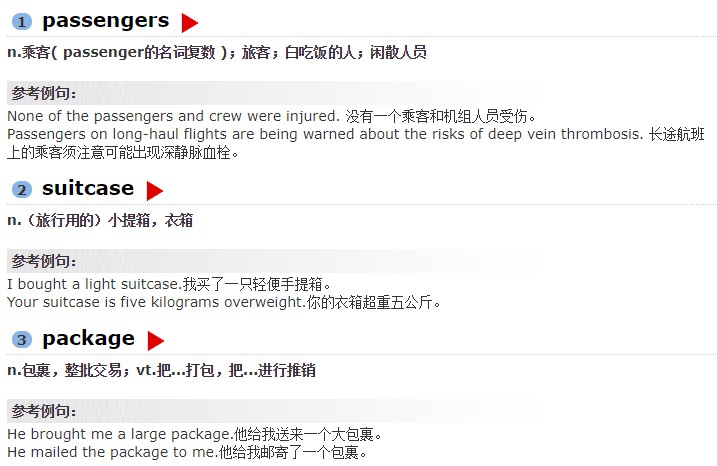 1 passengers
n.乘客( passenger的名词复数 )；旅客；白吃饭的人；闲散人员
参考例句：
None of the passengers and crew were injured. 没有一个乘客和机组人员受伤。
Passengers on long-haul flights are being warned about the risks of deep vein thrombosis. 长途航班
上的乘客须注意可能出现深静脉血栓。
2 suitcase
n.（旅行用的）小提箱，衣箱
参考例句：
I bought a light suitcase.我买了一只轻便手提箱。
Your suitcase is five kilograms overweight.你的衣箱超重五公斤。
3 package
n.包裹，整批交易；vt.把…打包，把…进行推销
参考例句：
He brought me a large package.他给我送来一个大包裹。
He mailed the package to me.他给我邮寄了一个包裹。